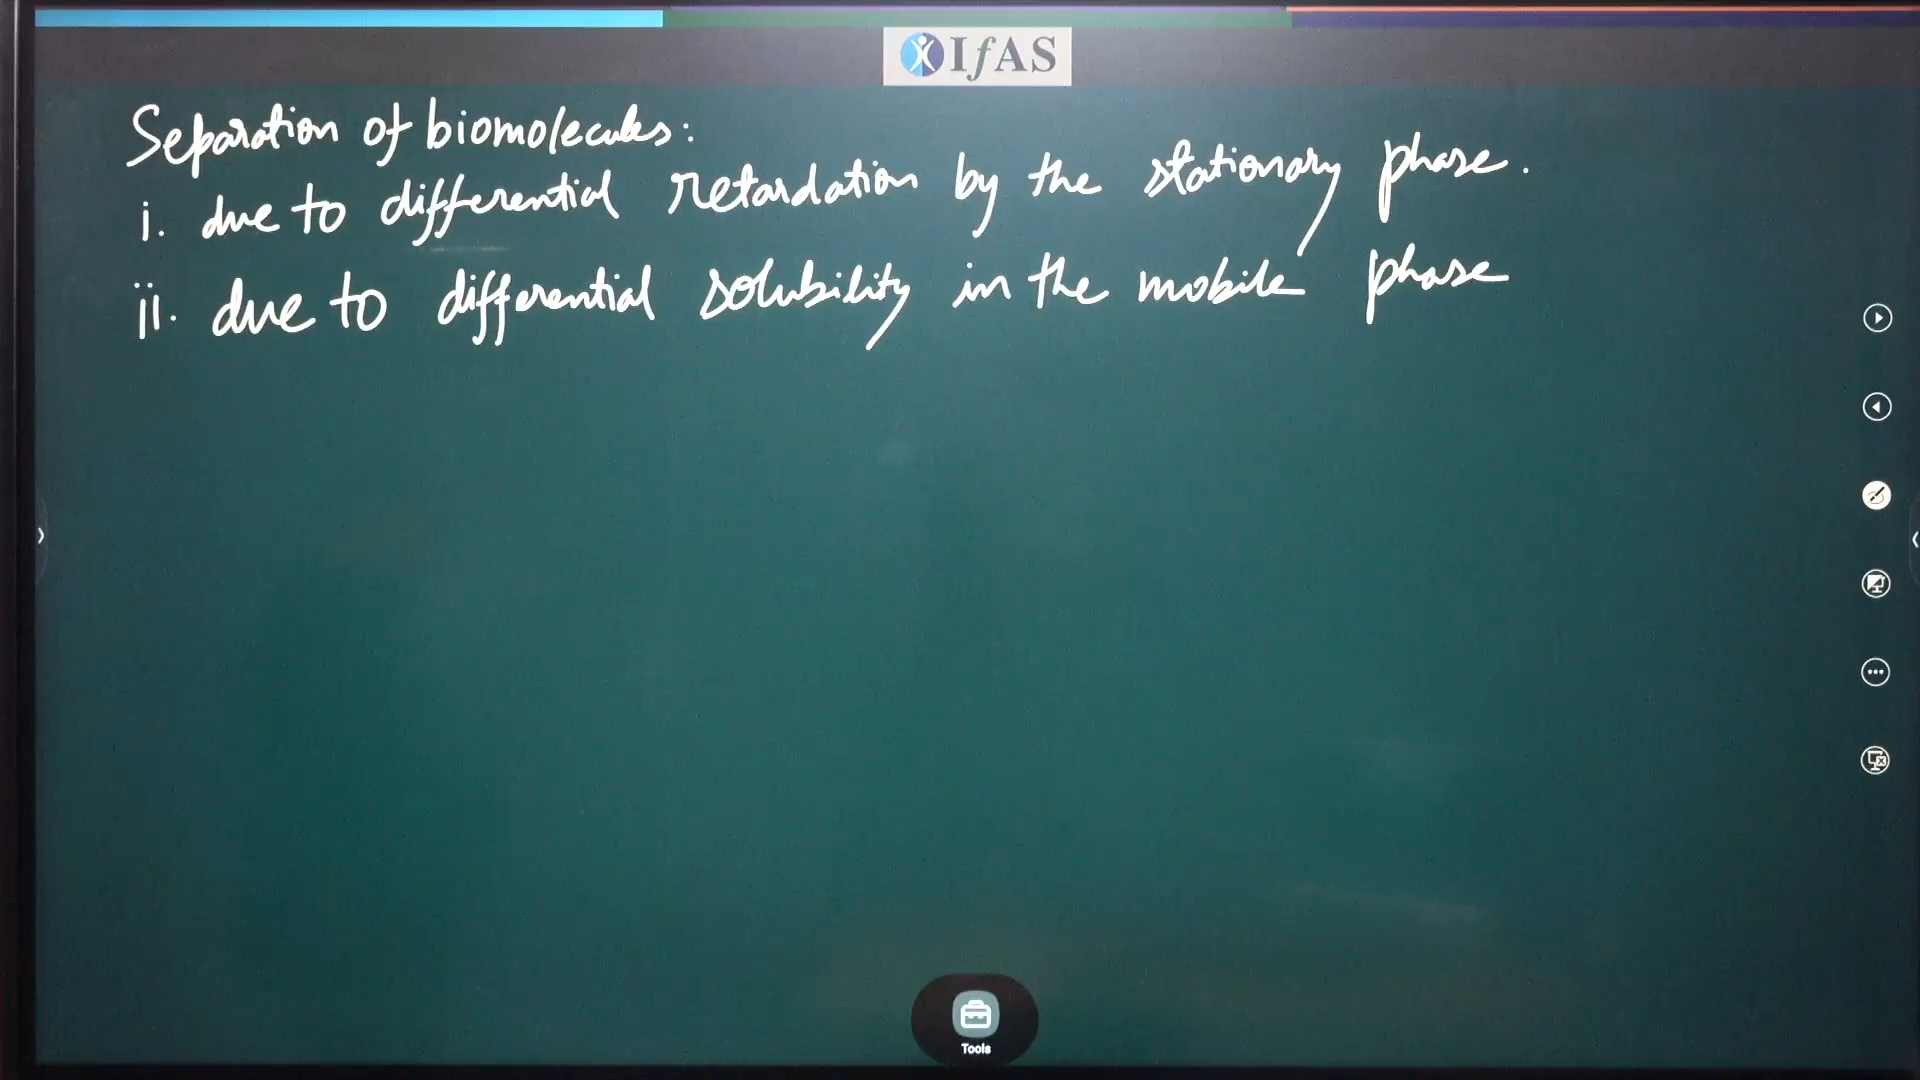 IfAS
Separation of biomolecules:
i. due to differential retardation by the stationary phase.
ii. due to differential solubility in the mobile phase
Tools